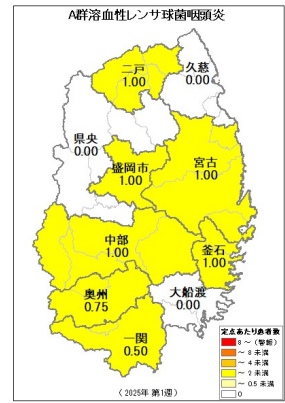 A群溶血性レンサ球菌咽頭炎
二戸
1.00
久慈
0.00
県央
0.00
盛岡市
1.00
宮古
1.00
中部
1.00
釜石
1.00
奥州
0.75
大船渡
0.00
一関
0.50
定点あたり患者数
8～（警報）
～8未満
～4未満
～2未満
～0.5未満
0
（2025年 第1週）